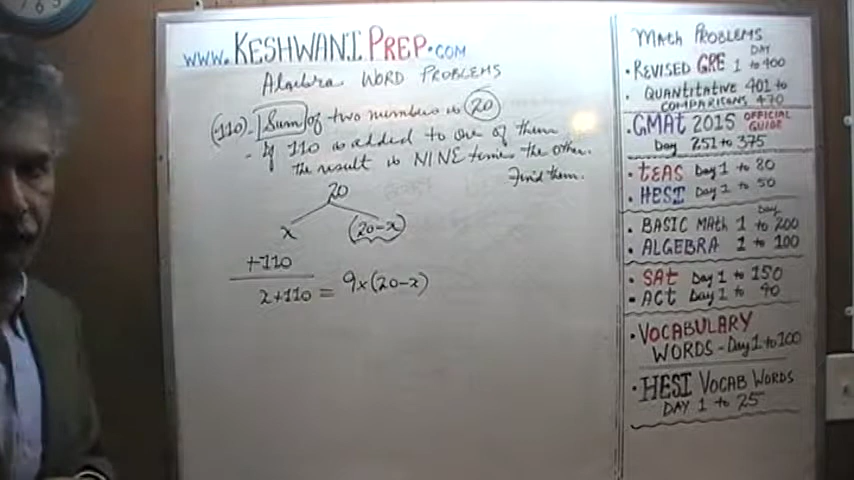 www.KESHWANIPREP.COM
Algebra WORD PROBLEMS
(110). Sum of two numbers is 20
- If 110 is added to one of them
the result is NINE times the other.
Find them.
20
x (20-x)
+110
x+110 = 9x(20-x)
Math PROBLEMS
DAY
• REVISED GRE 1 to 400
• QUANTITATIVE 401 to
COMPARISONS 470
• GMAT 2015 OFFICIAL GUIDE
Day 251 to 375
• TEAS Day 1 to 80
• HESI Day 1 to 50
Day
• BASIC Math 1 to 200
• ALGEBRA 1 to 100
• SAT Day 1 to 150
• ACT Day 1 to 90
• VOCABULARY
WORDS - Day 1 to 100
• HESI VOCAB WORDS
DAY 1 to 25